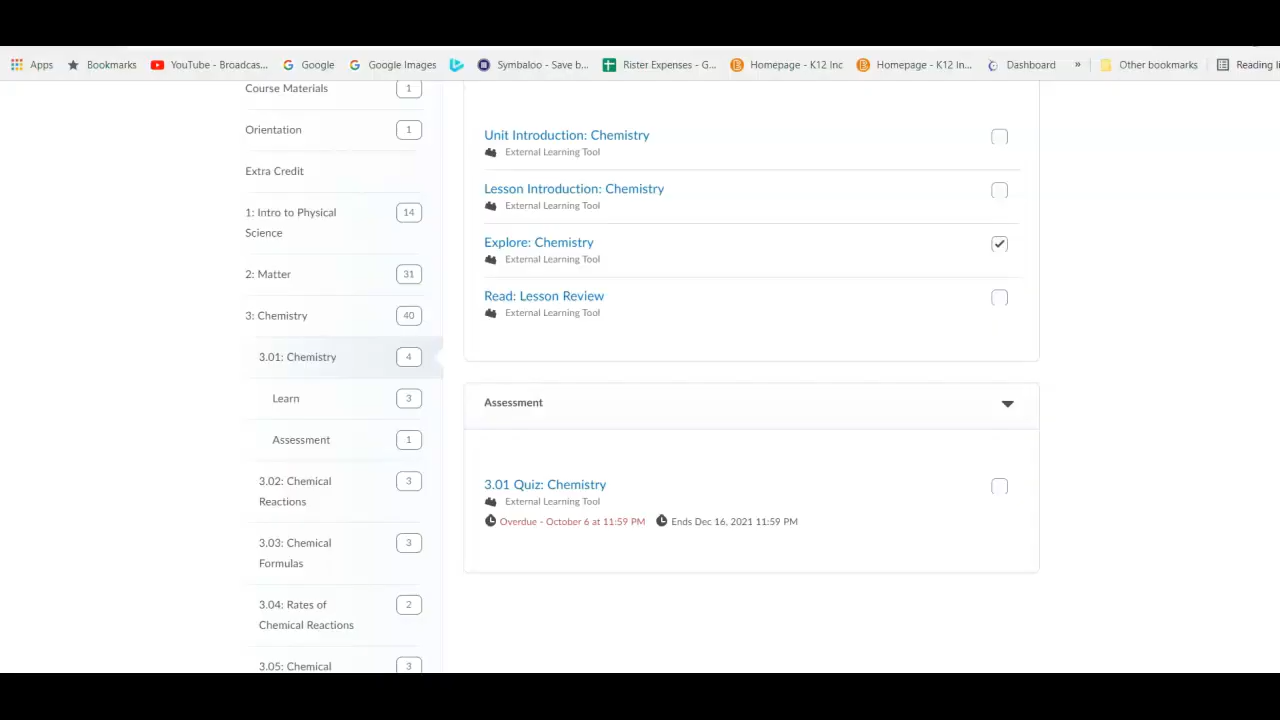 Apps Bookmarks YouTube - Broadcas... Google Google Images Symbaloo - Save b... Rister Expenses - G... Homepage - K12 Inc Homepage - K12 In... Dashboard » Other bookmarks Reading li
Course Materials 1
Orientation 1
Extra Credit
1: Intro to Physical
Science
14
2: Matter 31
3: Chemistry 40
3.01: Chemistry 4
Learn 3
Assessment 1
3.02: Chemical
Reactions
3
3.03: Chemical
Formulas
3
3.04: Rates of
Chemical Reactions
2
3.05: Chemical 3
Unit Introduction: Chemistry
External Learning Tool
Lesson Introduction: Chemistry
External Learning Tool
Explore: Chemistry
External Learning Tool
Read: Lesson Review
External Learning Tool
Assessment
3.01 Quiz: Chemistry
External Learning Tool
Overdue - October 6 at 11:59 PM Ends Dec 16, 2021 11:59 PM